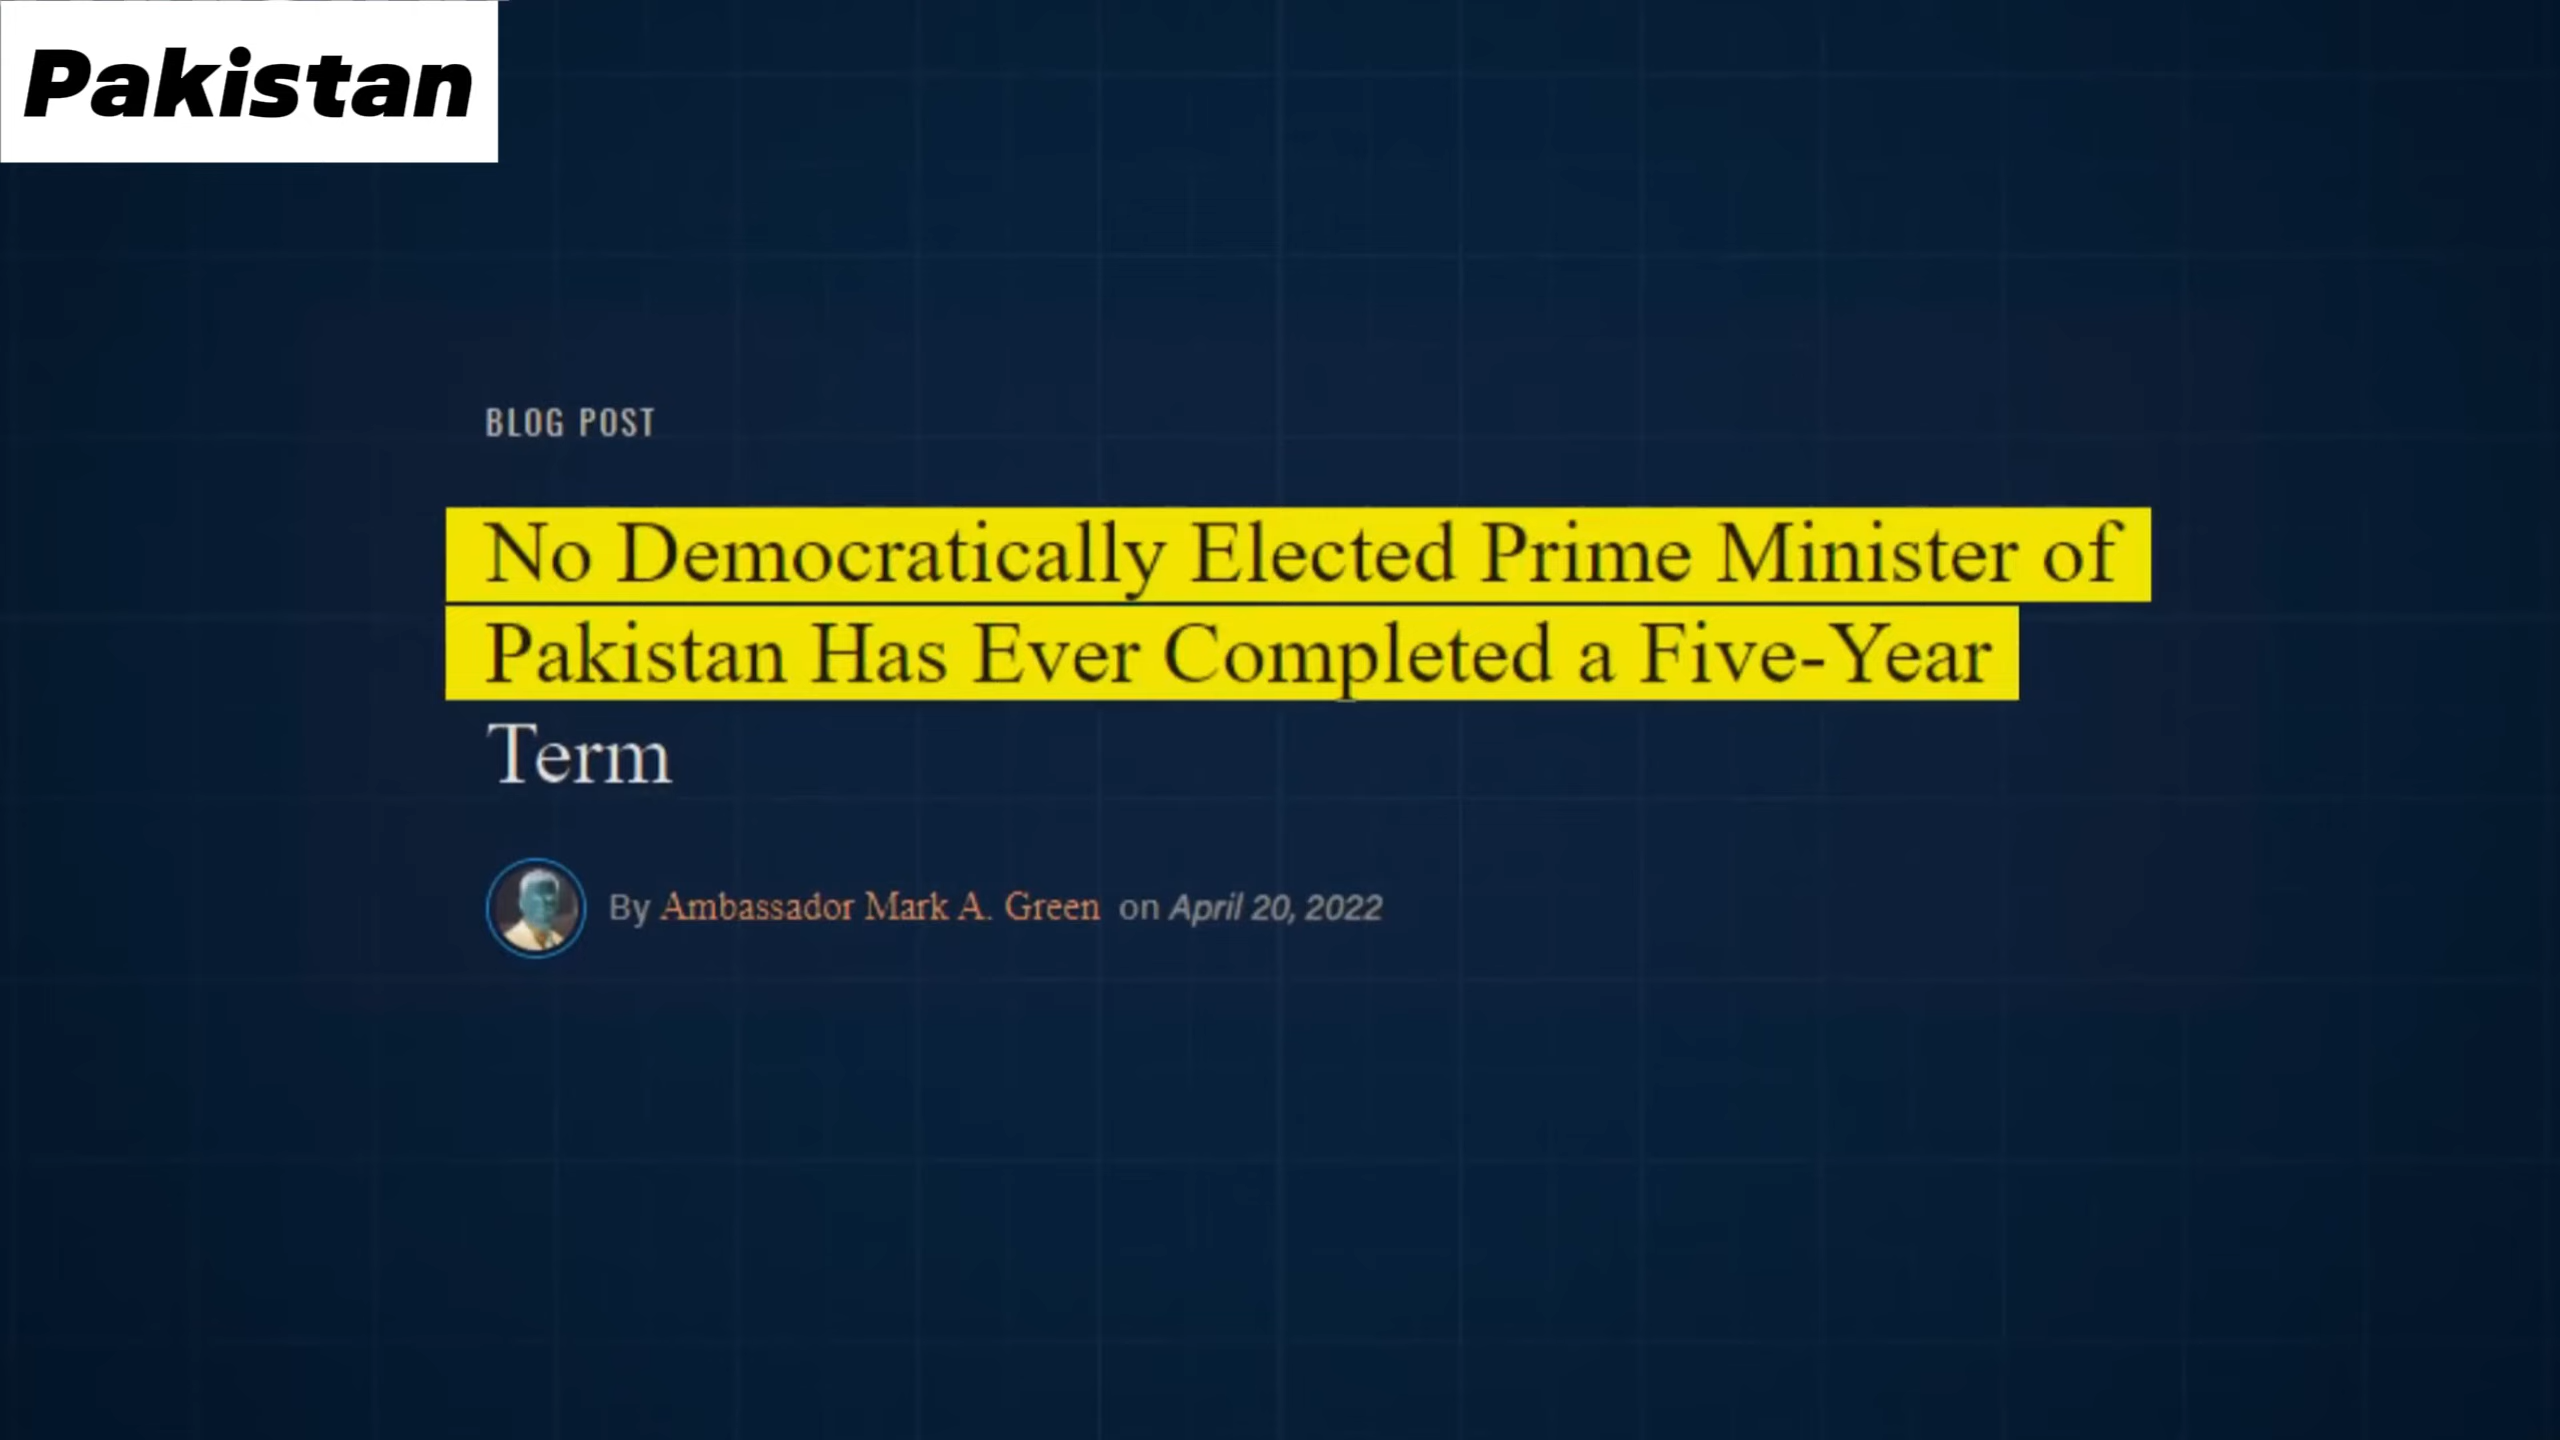 Pakistan
BLOG POST
No Democratically Elected Prime Minister of
Pakistan Has Ever Completed a Five-Year
Term
By Ambassador Mark A. Green on April 20, 2022